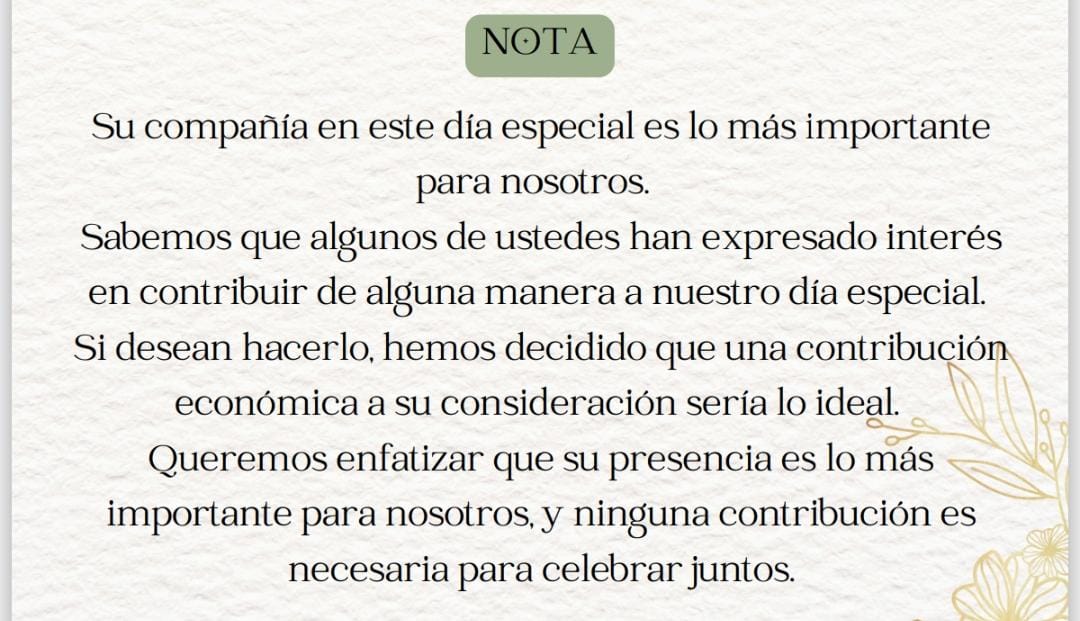 NOTA
Su compañía en este día especial es lo más importante
para nosotros.
Sabemos que algunos de ustedes han expresado interés
en contribuir de alguna manera a nuestro día especial.
Si desean hacerlo, hemos decidido que una contribución
económica a su consideración sería lo ideal.
Queremos enfatizar que su presencia es lo más
importante para nosotros, y ninguna contribución es
necesaria para celebrar juntos.